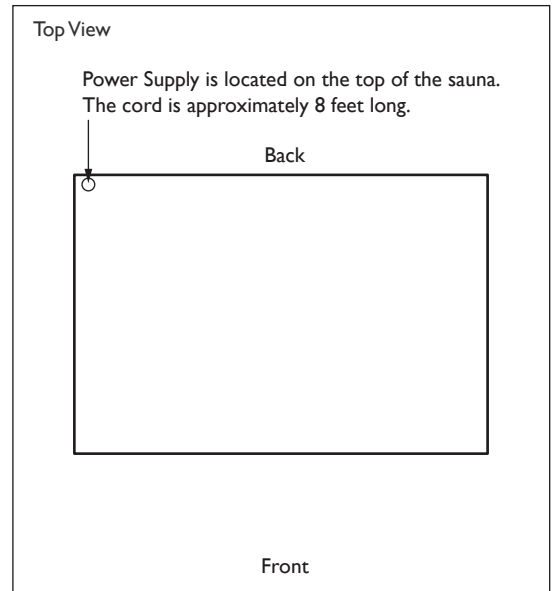 Top View
Power Supply is located on the top of the sauna.
The cord is approximately 8 feet long.
Back
Front